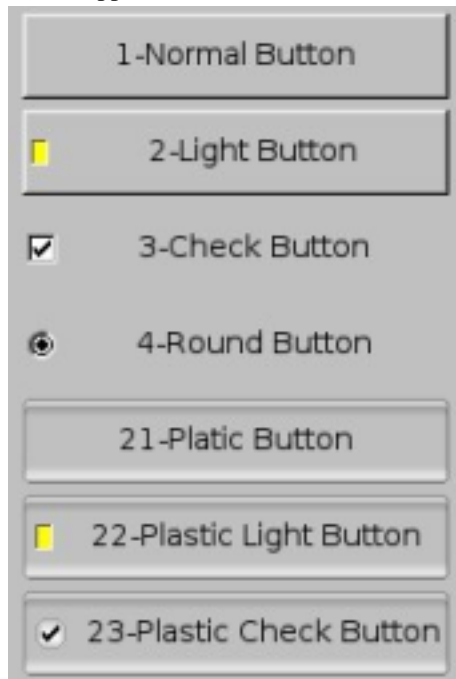 1-Normal Button
2-Light Button
3-Check Button
4-Round Button
21-Platic Button
22-Plastic Light Button
23-Plastic Check Button